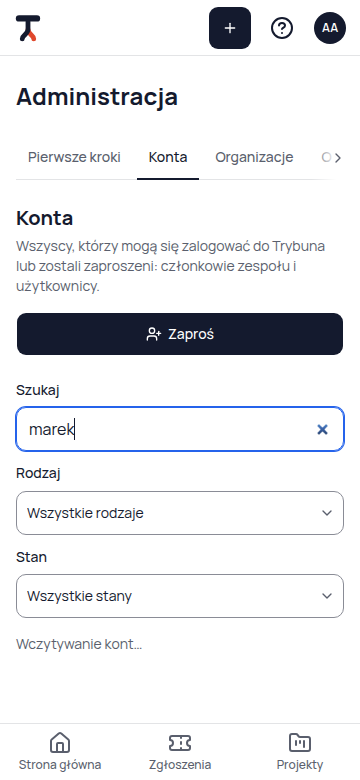 AA
Administracja
Pierwsze kroki
Konta
Organizacje
Konta
Wszyscy, którzy mogą się zalogować do Trybuna
lub zostali zaproszeni: członkowie zespołu i
użytkownicy.
Zaproś
Szukaj
marek
Rodzaj
Wszystkie rodzaje
Stan
Wszystkie stany
Wczytywanie kont…
Strona główna
Zgłoszenia
Projekty